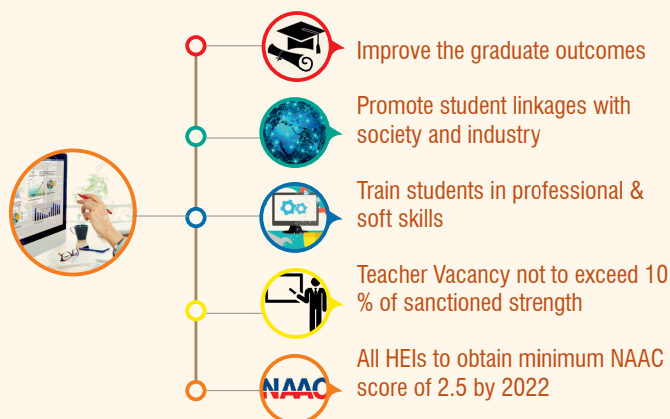 Improve the graduate outcomes
Promote student linkages with
society and industry
Train students in professional &
soft skills
Teacher Vacancy not to exceed 10
% of sanctioned strength
All HEIs to obtain minimum NAAC
score of 2.5 by 2022
NAAC